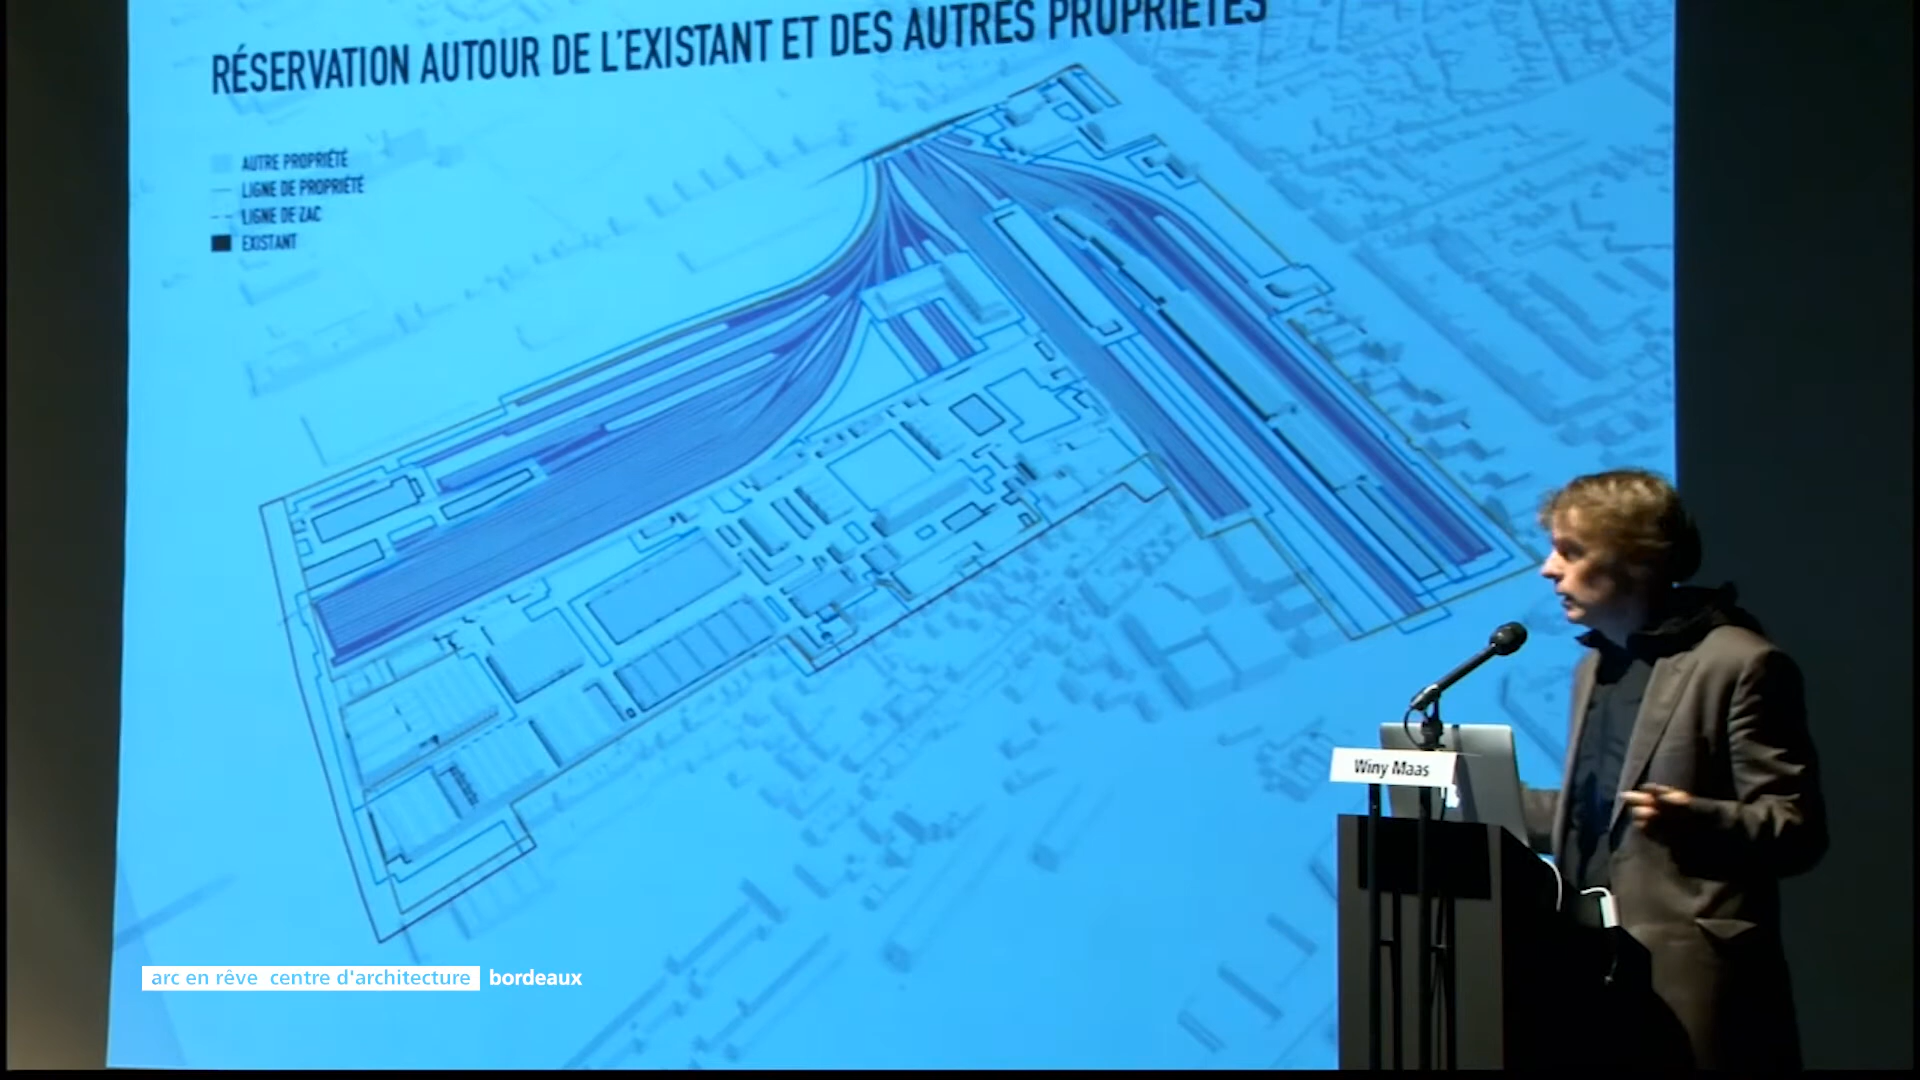 RÉSERVATION AUTOUR DE L'EXISTANT ET DES AUTRES PROPRIÉTÉS
AUTRE PROPRIÉTÉ
LIGNE DE PROPRIÉTÉ
LIGNE DE ZAC
EXISTANT
Winy Maas
arc en rêve centre d'architecture bordeaux